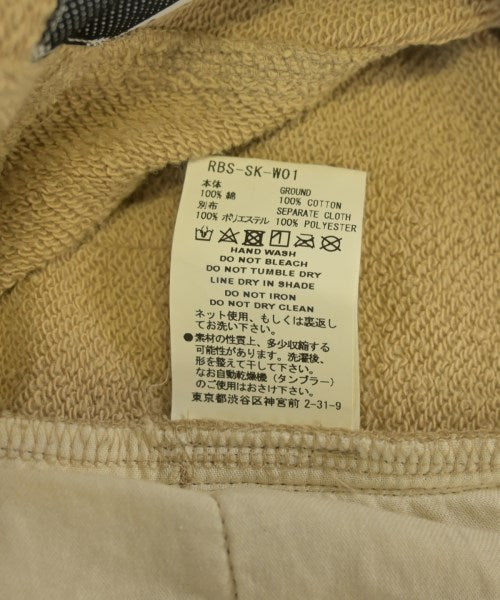 RBS-SK-W01
本体 GROUND
100% 綿 100% COTTON
別布 SEPARATE CLOTH
100% ポリエステル 100% POLYESTER
HAND WASH
DO NOT BLEACH
DO NOT TUMBLE DRY
LINE DRY IN SHADE
DO NOT IRON
DO NOT DRY CLEAN
ネット使用、もしくは裏返し
てお洗い下さい。
●素材の性質上、多少収縮する
可能性があります。洗濯後、
形を整えて干して下さい。
なお自動乾燥機（タンブラー）
のご使用はおさけ下さい。
東京都渋谷区神宮前 2-31-9